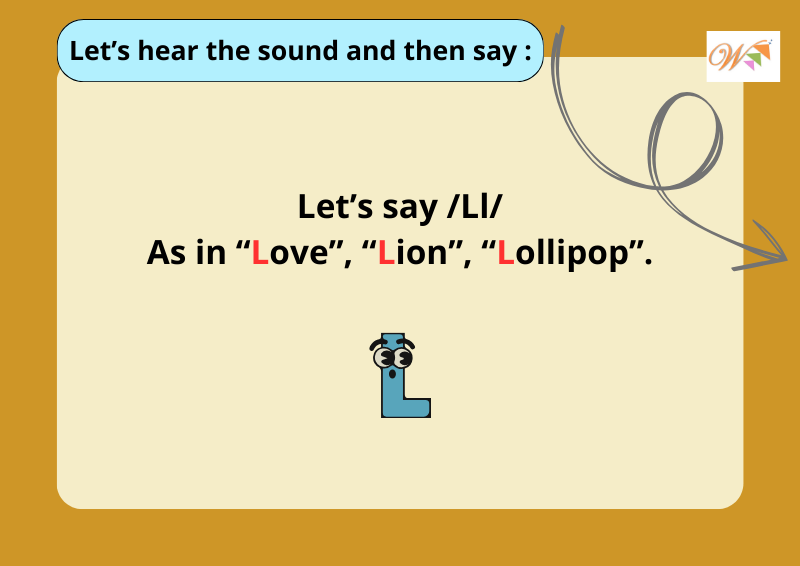 Let’s hear the sound and then say :
W
Let’s say /Ll/
As in “Love”, “Lion”, “Lollipop”.
L